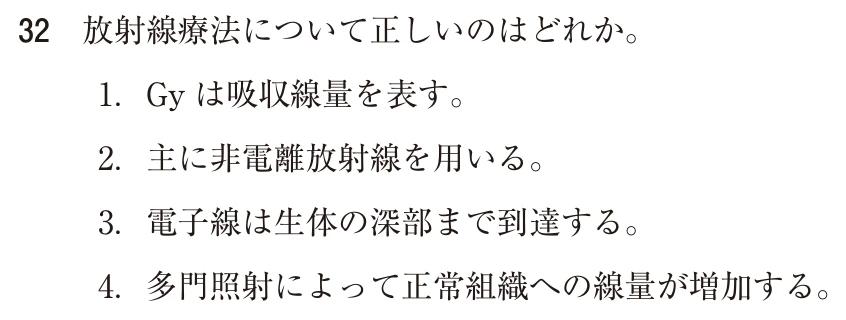 32 放射線療法について正しいのはどれか。
1. Gy は吸収線量を表す。
2. 主に非電離放射線を用いる。
3. 電子線は生体の深部まで到達する。
4. 多門照射によって正常組織への線量が増加する。